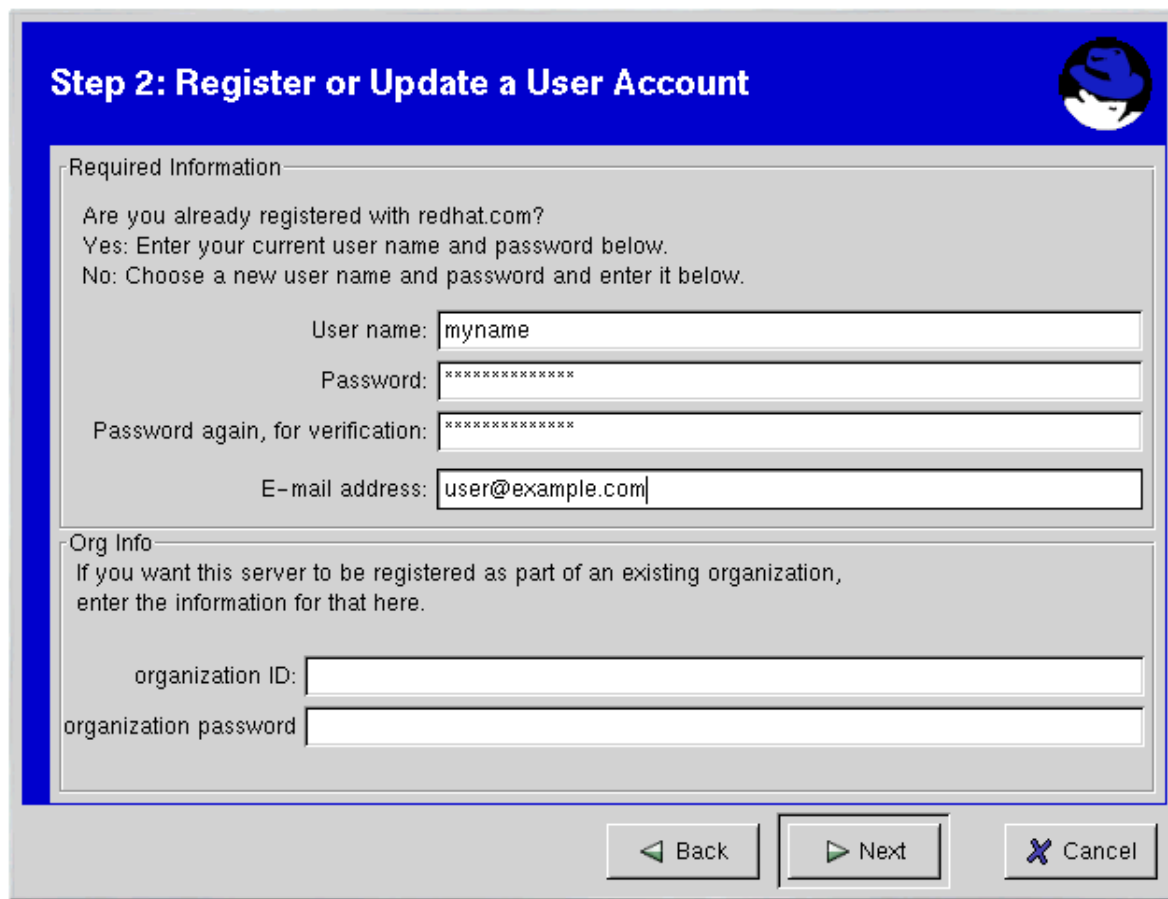 Step 2: Register or Update a User Account
Required Information
Are you already registered with redhat.com?
Yes: Enter your current user name and password below.
No: Choose a new user name and password and enter it below.
User name: myname
Password: **************
Password again, for verification: **************
E-mail address: user@example.com
Org Info
If you want this server to be registered as part of an existing organization,
enter the information for that here.
organization ID:
organization password
Back Next Cancel